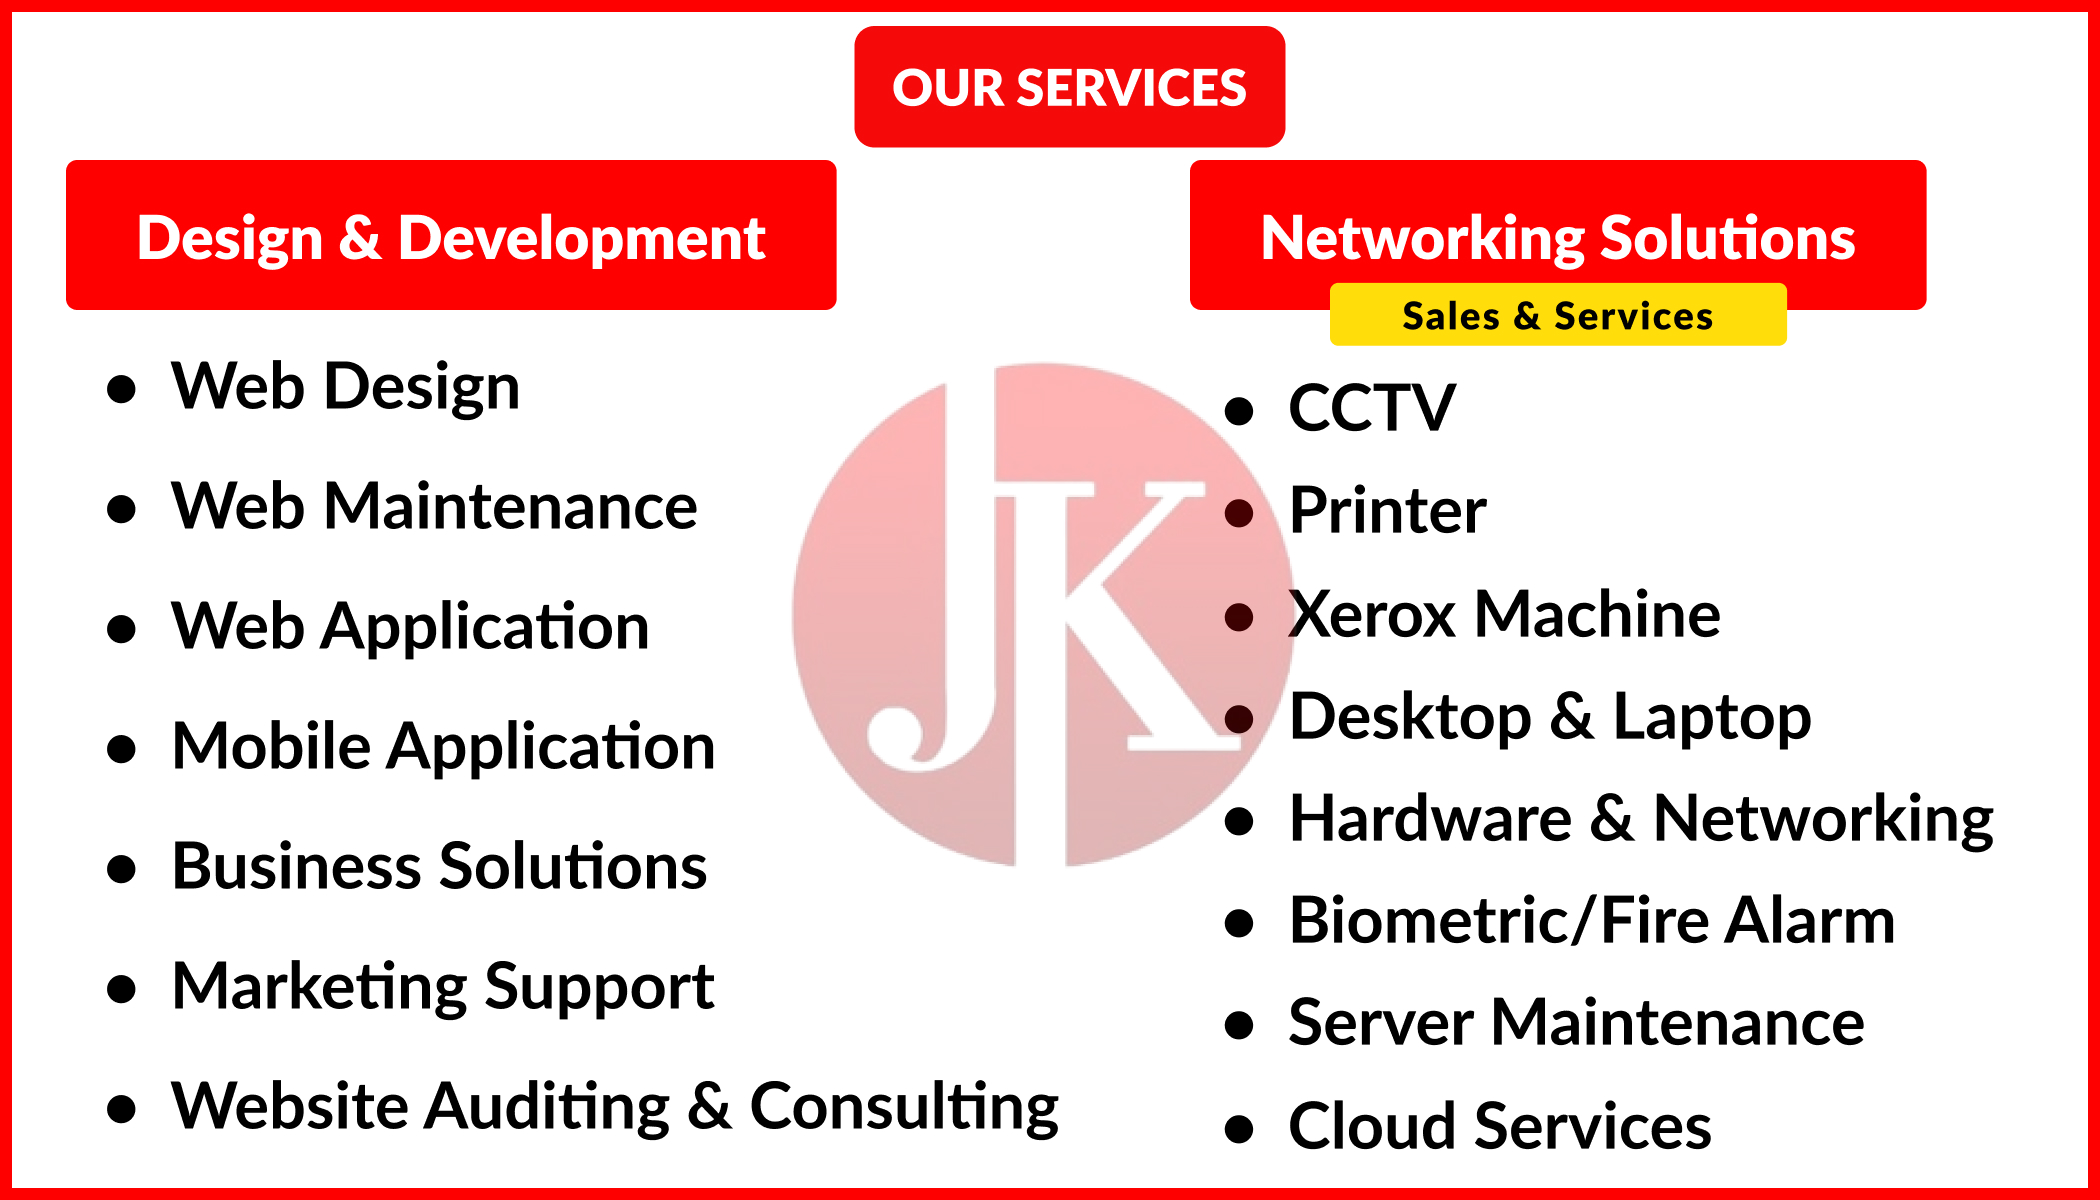 OUR SERVICES
Design & Development
• Web Design
• Web Maintenance
• Web Application
• Mobile Application
• Business Solutions
• Marketing Support
• Website Auditing & Consulting
JK
Networking Solutions
Sales & Services
• CCTV
• Printer
• Xerox Machine
• Desktop & Laptop
• Hardware & Networking
• Biometric/Fire Alarm
• Server Maintenance
• Cloud Services